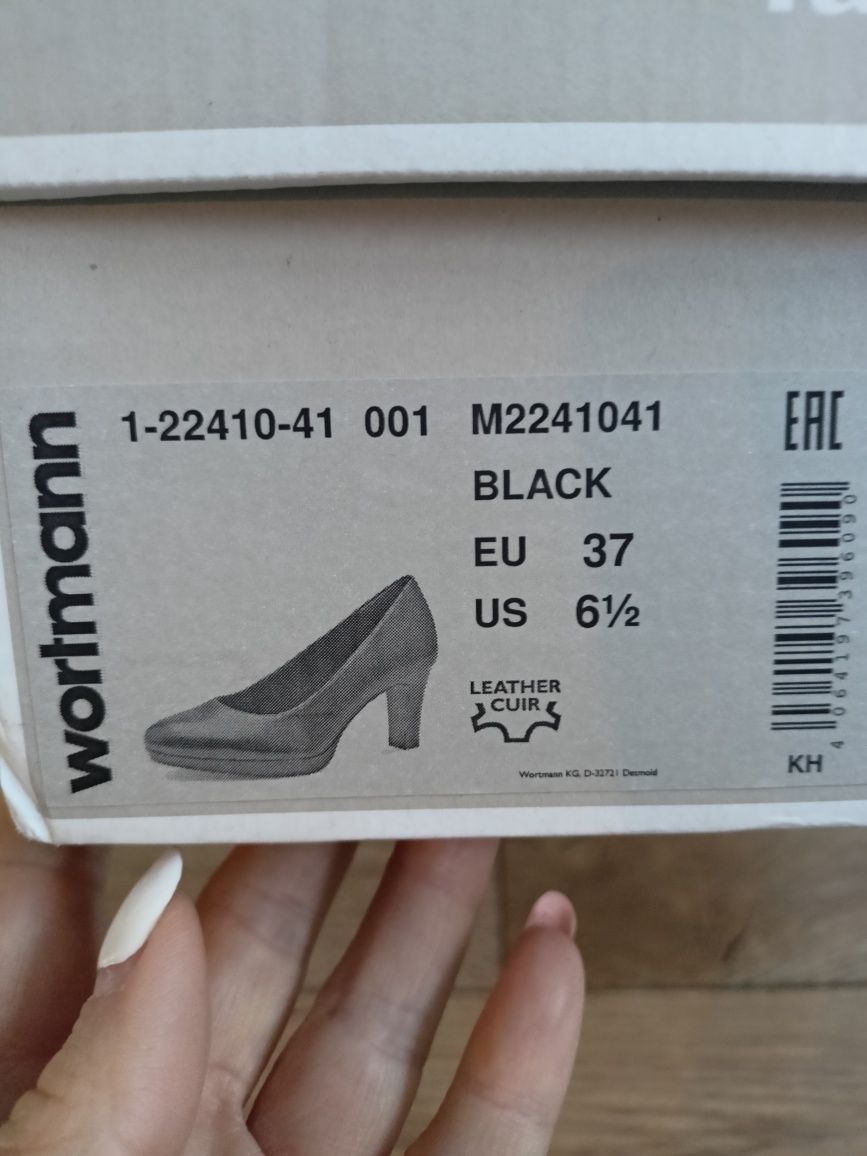 wortmann
1-22410-41 001 M2241041
BLACK
EU 37
US 6½
LEATHER
CUIR
Wortmann KG, D-32721 Detmold
EAC
4 064197 396090
KH